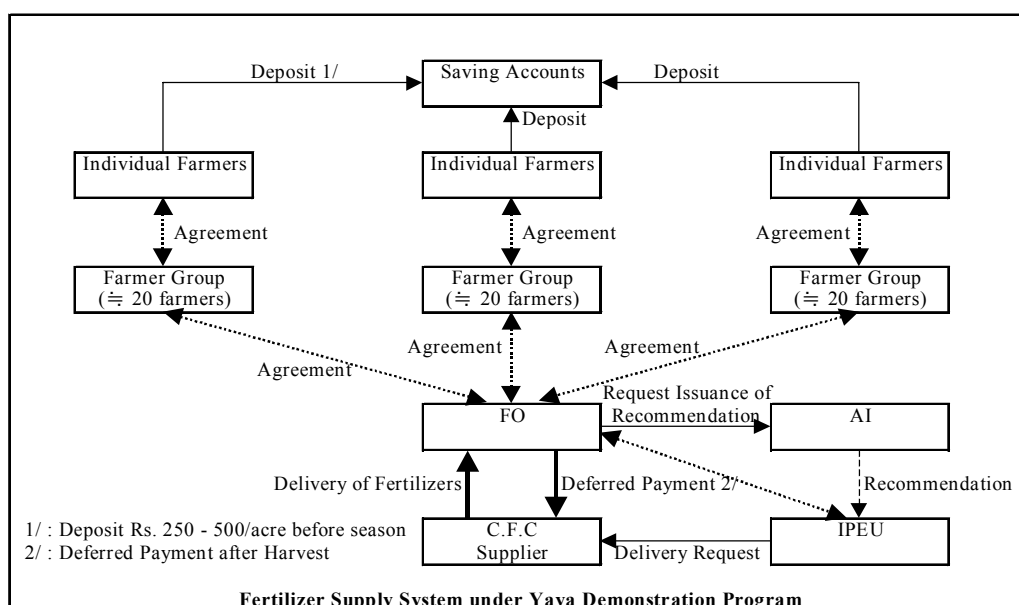 Deposit 1/
Saving Accounts
Deposit
Deposit
Individual Farmers
Individual Farmers
Individual Farmers
Agreement
Agreement
Agreement
Farmer Group
(≒ 20 farmers)
Farmer Group
(≒ 20 farmers)
Farmer Group
(≒ 20 farmers)
Agreement
Agreement
Agreement
Request Issuance of
Recommendation
FO
AI
Delivery of Fertilizers
Deferred Payment 2/
Recommendation
1/ : Deposit Rs. 250 - 500/acre before season
2/ : Deferred Payment after Harvest
C.F.C
Supplier
Delivery Request
IPEU
Fertilizer Supply System under Yaya Demonstration Program